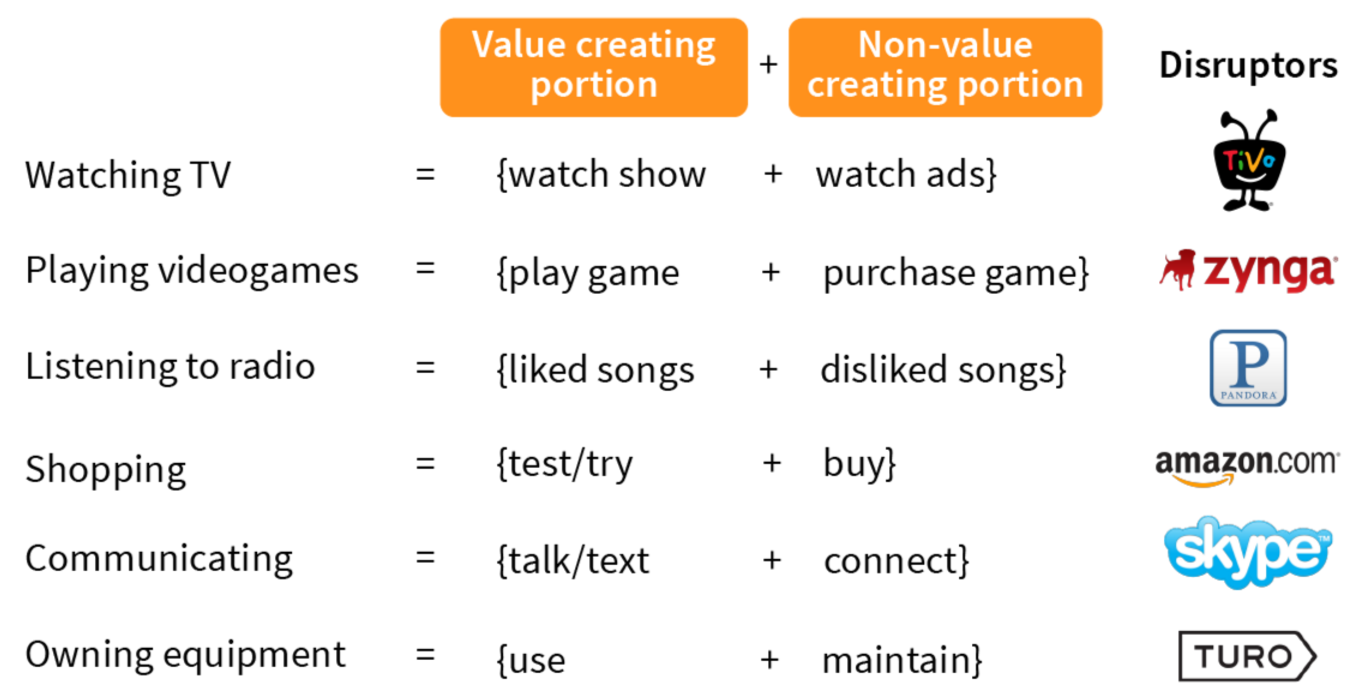 Value creating portion + Non-value creating portion Disruptors
Watching TV = {watch show + watch ads} TiVo
Playing videogames = {play game + purchase game} zynga
Listening to radio = {liked songs + disliked songs} P PANDORA
Shopping = {test/try + buy} amazon.com
Communicating = {talk/text + connect} skype™
Owning equipment = {use + maintain} TURO